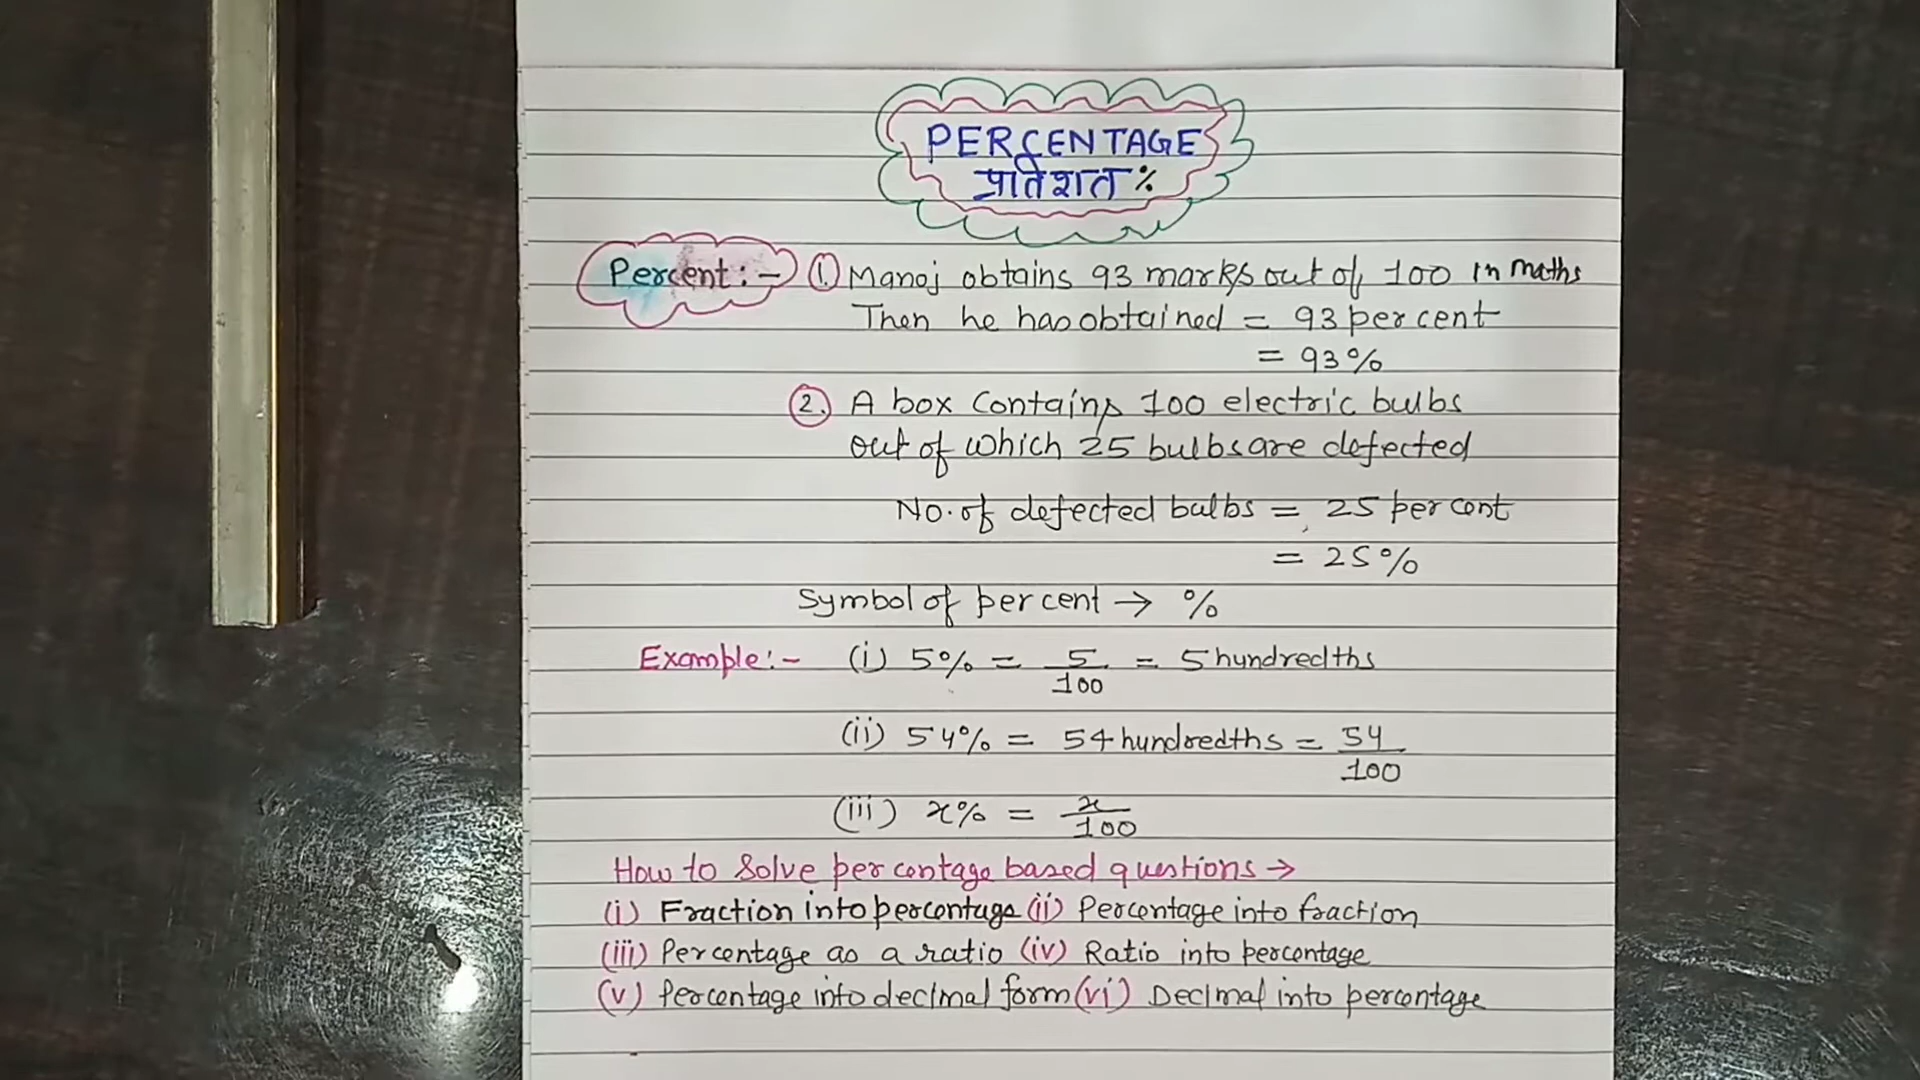 PERCENTAGE
प्रतिशत %
Percent:- 1. Manoj obtains 93 marks out of 100 in maths
Then he has obtained = 93 percent
= 93%
2. A box contains 100 electric bulbs
out of which 25 bulbs are defected
No. of defected bulbs = 25 percent
= 25%
Symbol of percent → %
Example:- (i) 5% = 5/100 = 5 hundredths
(ii) 54% = 54 hundredths = 54/100
(iii) x% = x/100
How to Solve percentage based questions →
(i) Fraction into percentage (ii) Percentage into fraction
(iii) Percentage as a ratio (iv) Ratio into percentage
(v) Percentage into decimal form (vi) Decimal into percentage